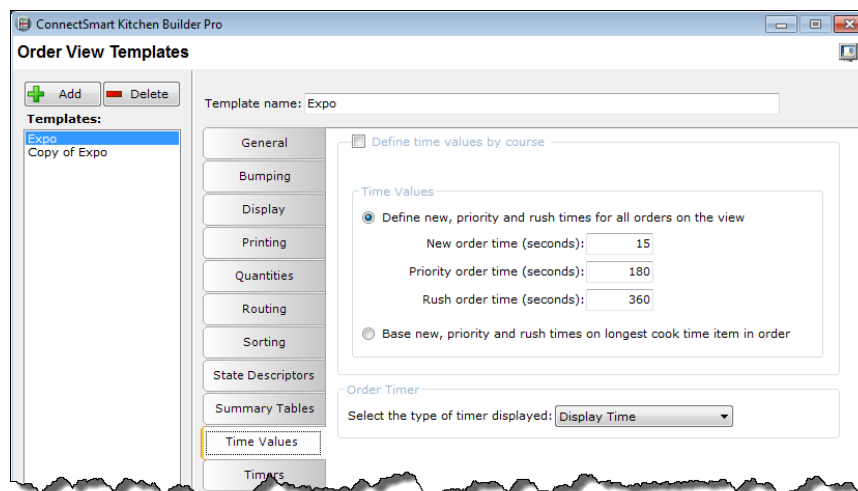 ConnectSmart Kitchen Builder Pro
Order View Templates
Add Delete
Templates:
Expo
Copy of Expo
Template name: Expo
General
Bumping
Display
Printing
Quantities
Routing
Sorting
State Descriptors
Summary Tables
Time Values
Timers
Define time values by course
Time Values
Define new, priority and rush times for all orders on the view
New order time (seconds): 15
Priority order time (seconds): 180
Rush order time (seconds): 360
Base new, priority and rush times on longest cook time item in order
Order Timer
Select the type of timer displayed: Display Time